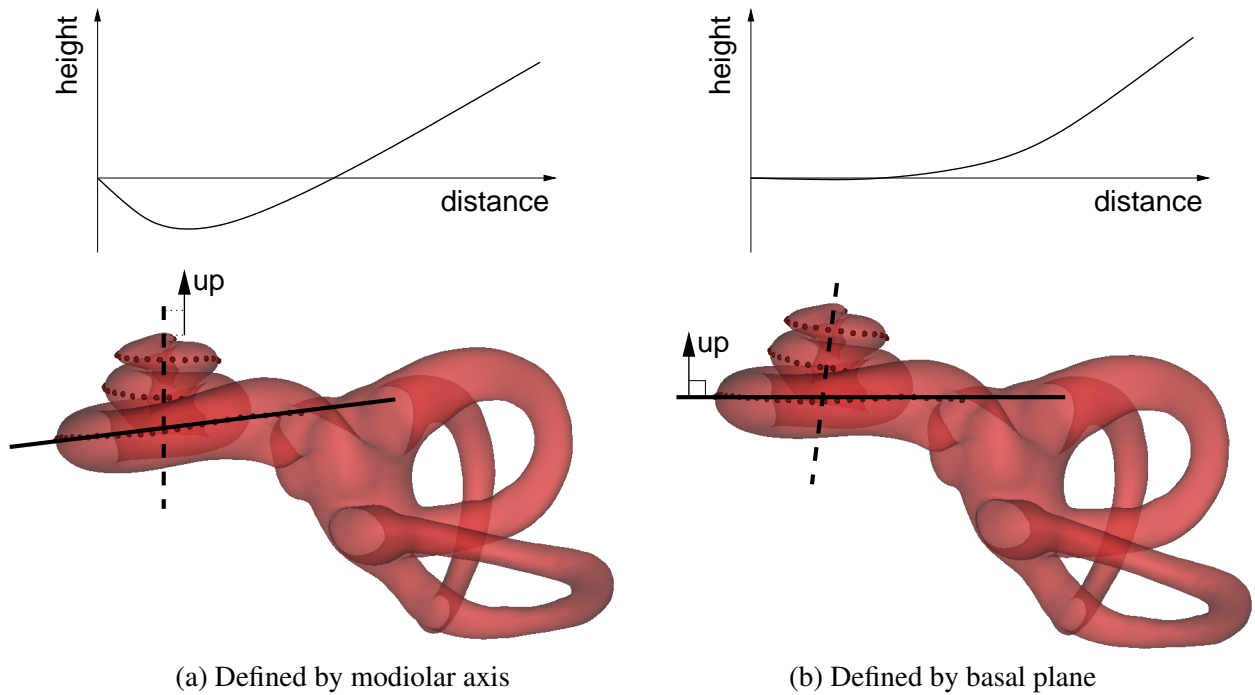 height
distance
up
(a) Defined by modiolar axis
height
distance
up
(b) Defined by basal plane